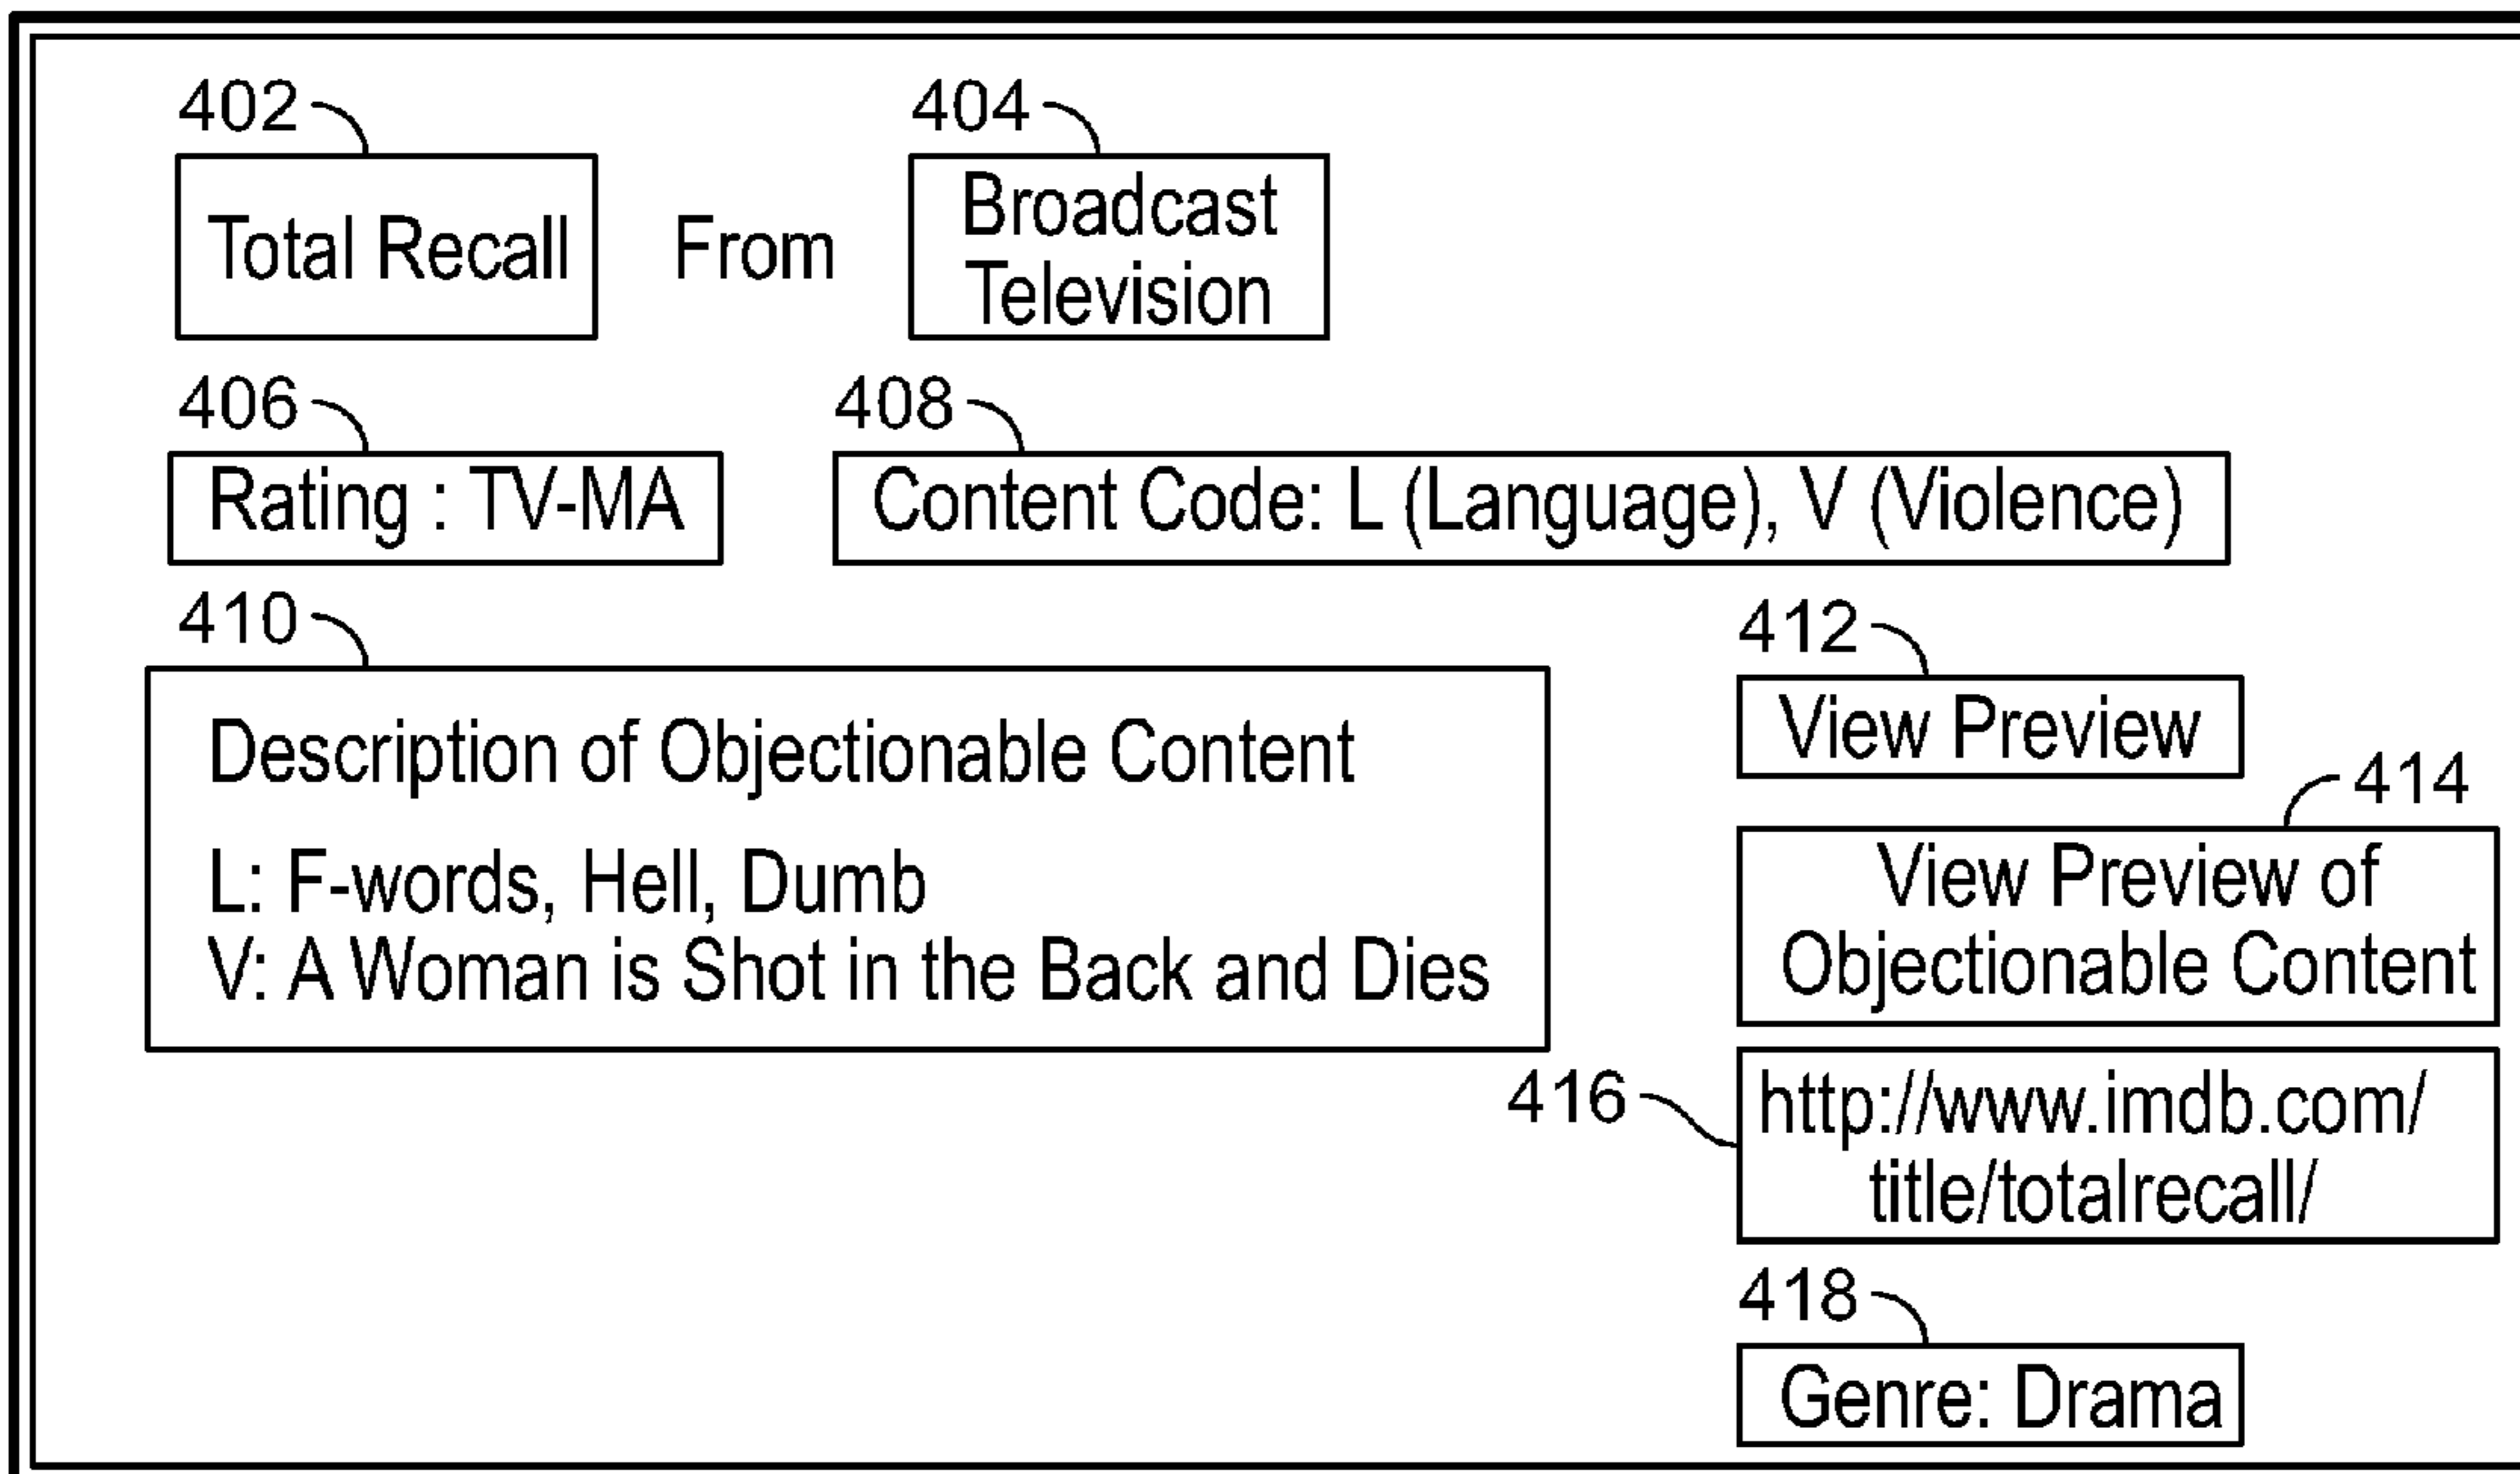 402
404
Total Recall
From
Broadcast
Television
406
408
Rating : TV-MA
Content Code: L (Language), V (Violence)
410
Description of Objectionable Content
L: F-words, Hell, Dumb
V: A Woman is Shot in the Back and Dies
412
View Preview
414
View Preview of
Objectionable Content
416
http://www.imdb.com/
title/totalrecall/
418
Genre: Drama